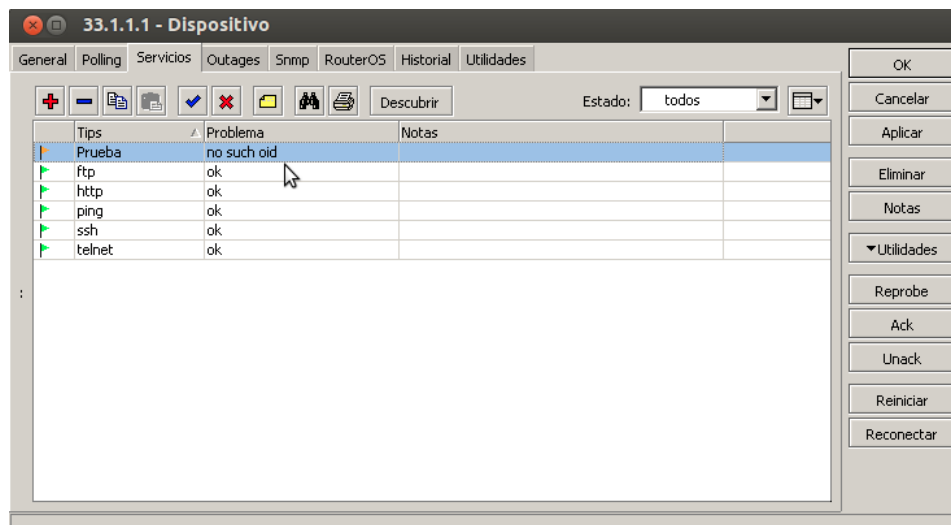 33.1.1.1 - Dispositivo
General Polling Servicios Outages Snmp RouterOS Historial Utilidades
Descubrir Estado: todos
Tips Problema Notas
Prueba no such oid
ftp ok
http ok
ping ok
ssh ok
telnet ok
OK
Cancelar
Aplicar
Eliminar
Notas
Utilidades
Reprobe
Ack
Unack
Reiniciar
Reconectar